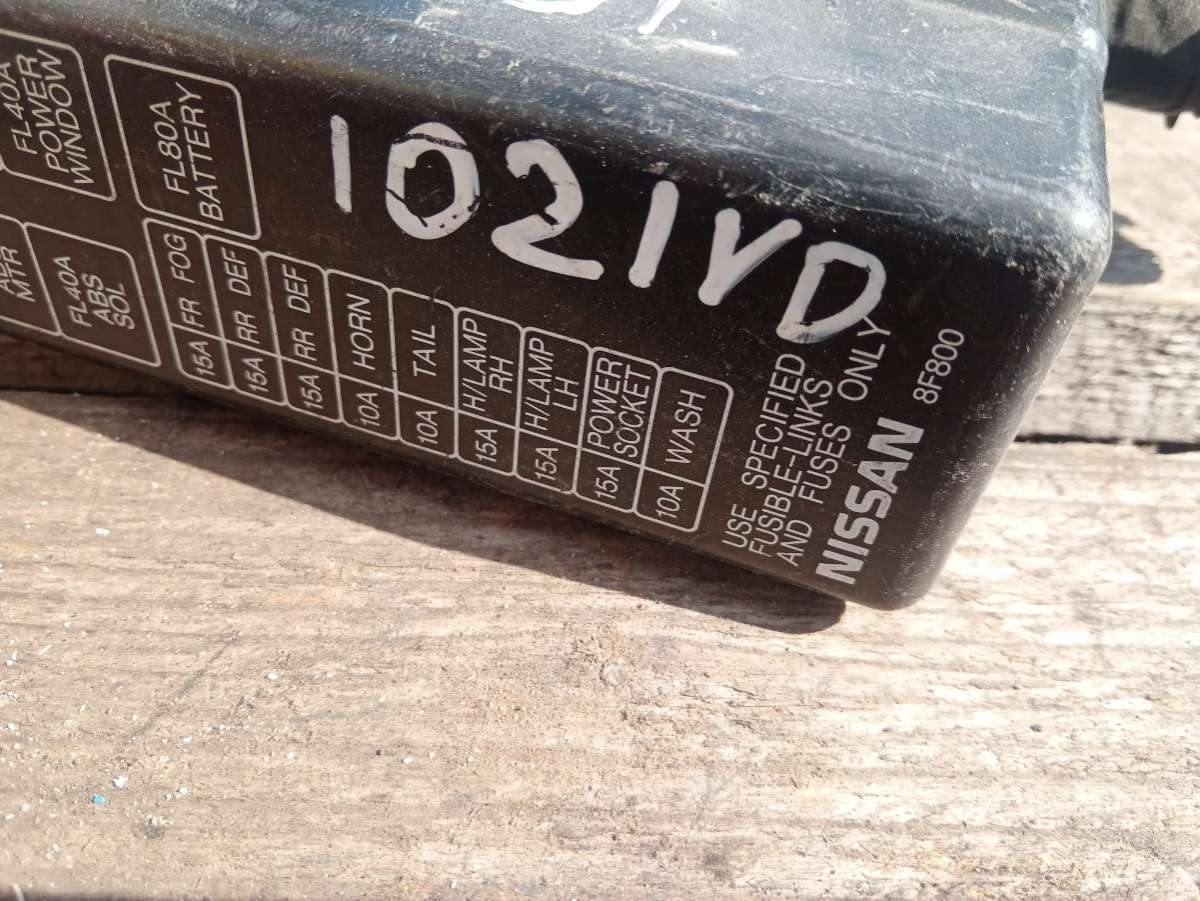 FL40A
POWER
WINDOW
FL80A
BATTERY
1021VD
MTR
FL40A
ABS
SOL
15A FR FOG
15A RR DEF
15A RR DEF
10A HORN
10A TAIL
15A H/LAMP
RH
15A H/LAMP
LH
15A POWER
SOCKET
10A WASH
USE SPECIFIED
FUSIBLE-LINKS
AND FUSES ONLY
NISSAN 8F800